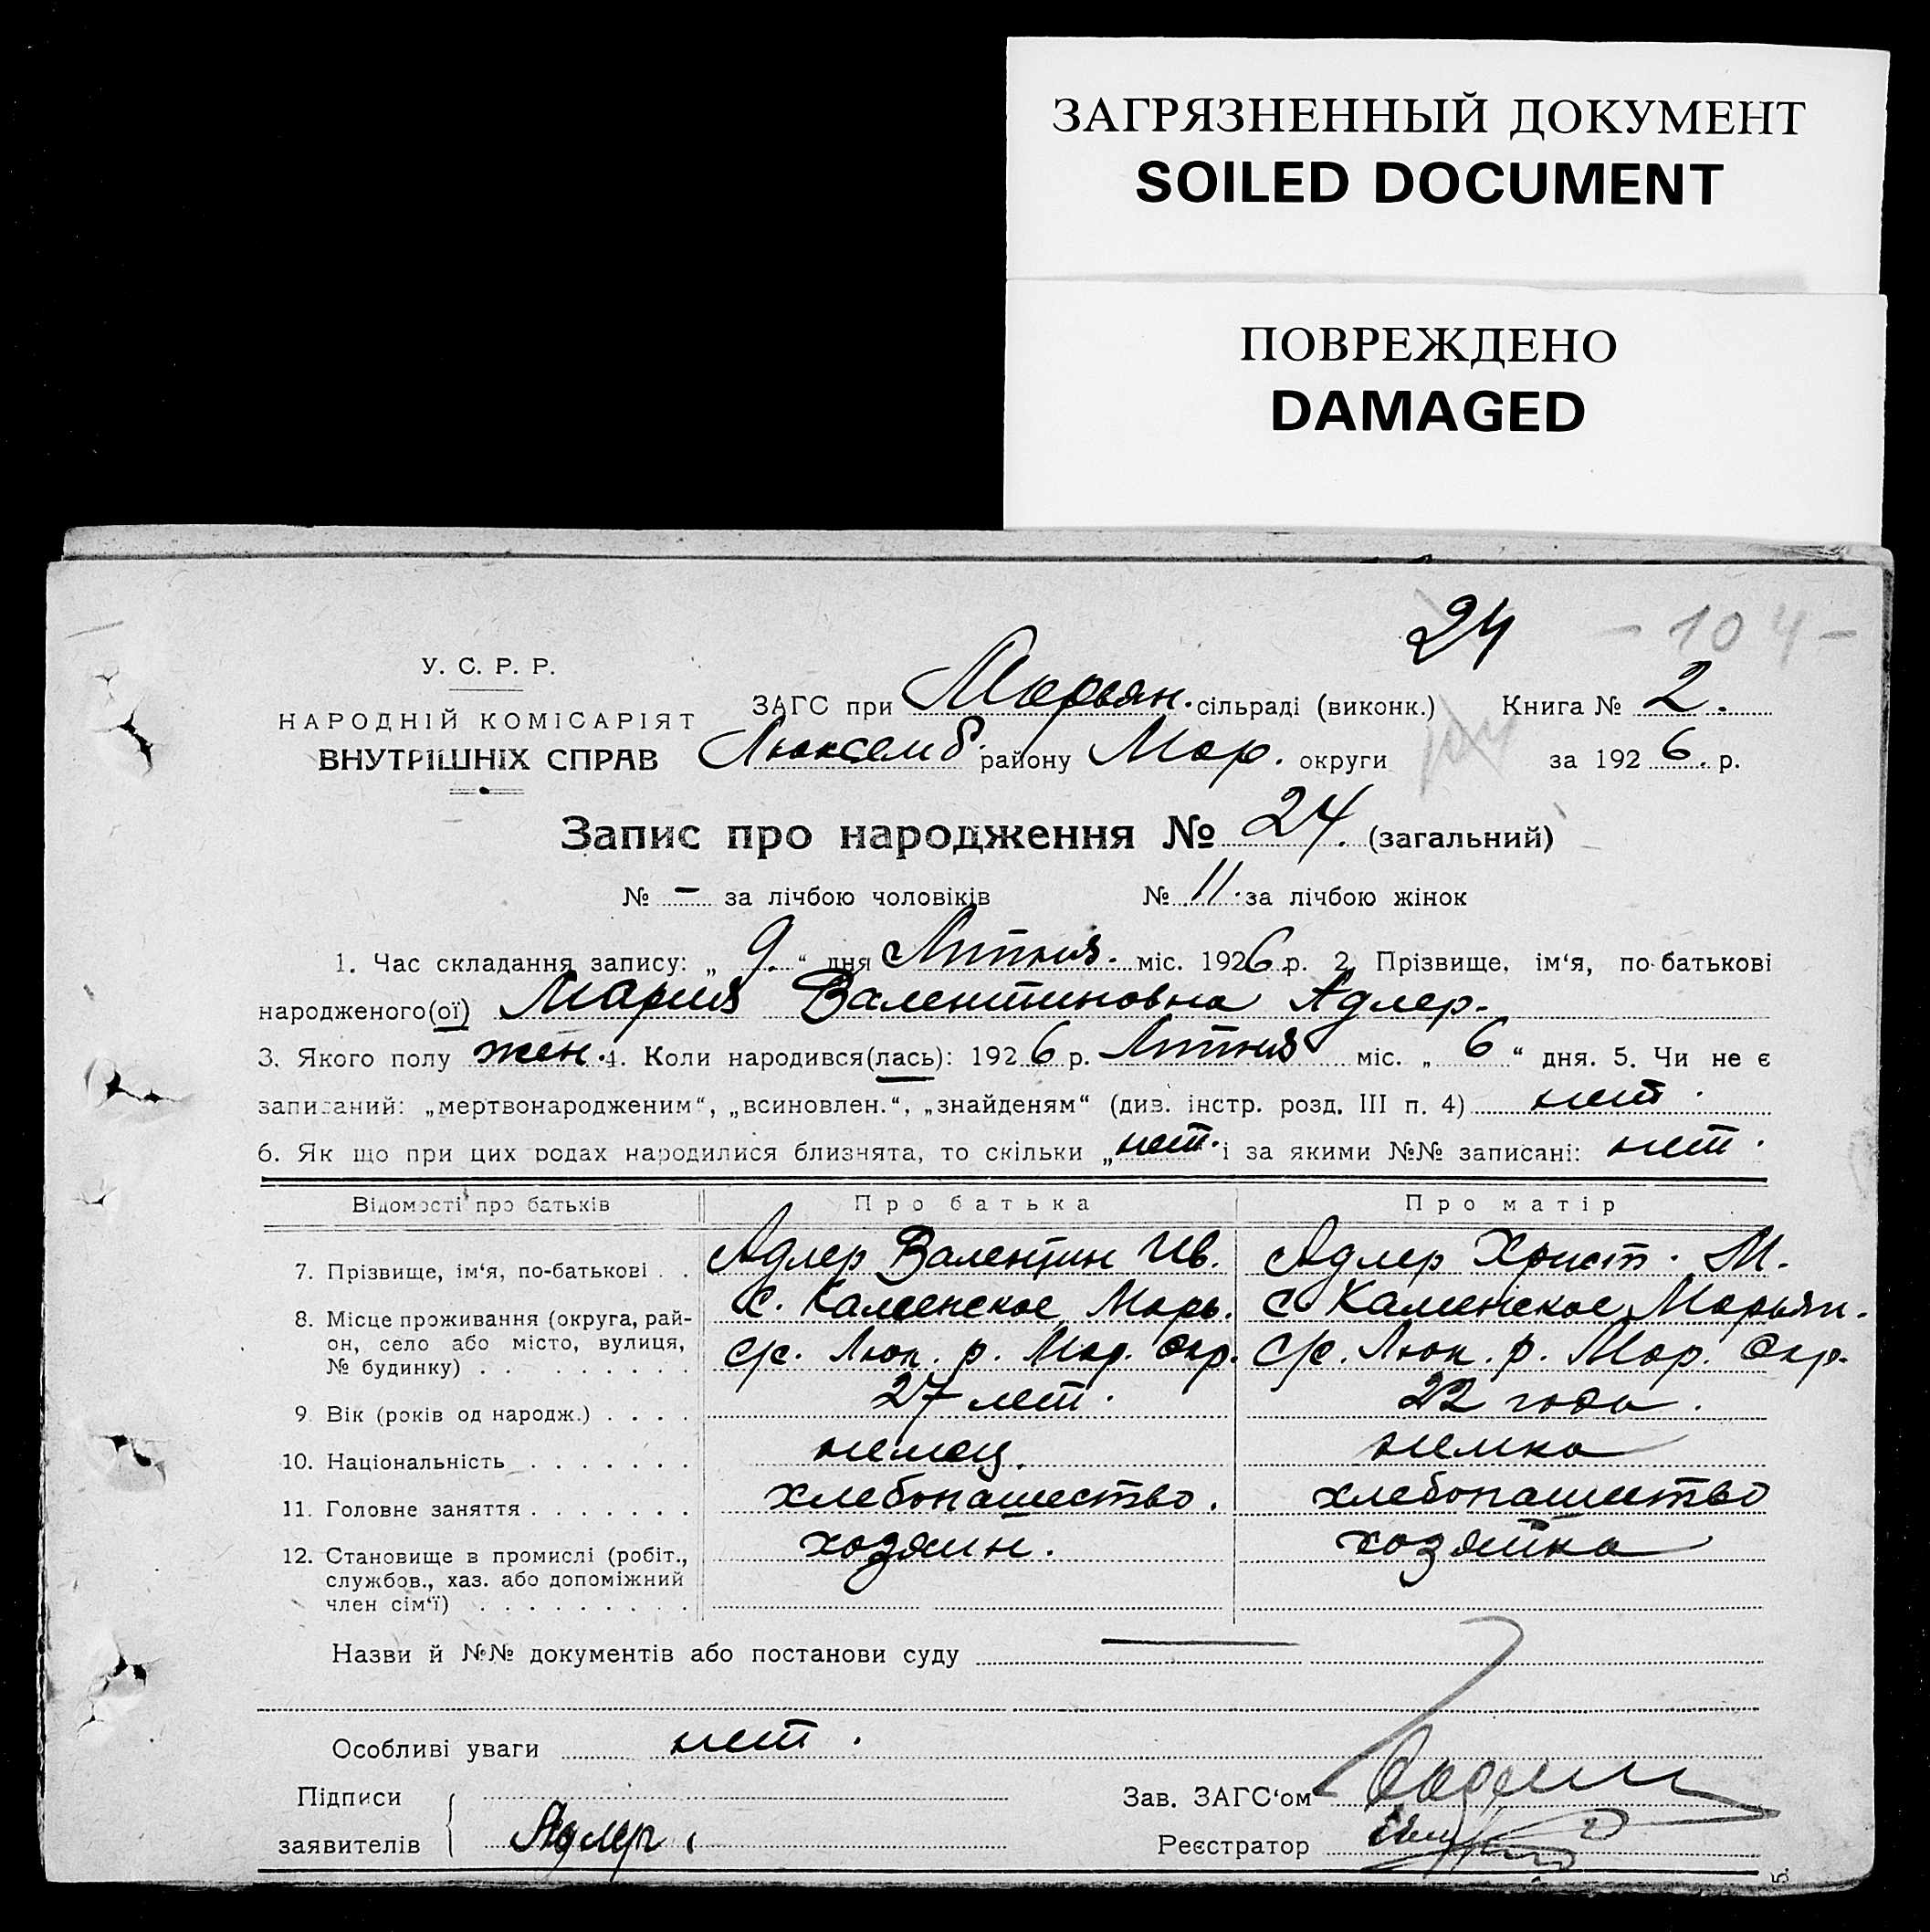 ЗАГРЯЗНЕННЫЙ ДОКУМЕНТ
SOILED DOCUMENT
ПОВРЕЖДЕНО
DAMAGED
24 - 104 -
У. С. Р. Р.
НАРОДНІЙ КОМІСАРІЯТ
ВНУТРІШНІХ СПРАВ
ЗАГС при Марьян. сільраді (виконк.) Книга № 2.
Люксемб. району Мар. округи 104 за 1926. р.
Запис про народження № 24. (загальний)
№ – за лічбою чоловіків № 11. за лічбою жінок
1. Час складання запису: „ 9. “ дня Липня. міс. 1926 р. 2 Прізвище, ім‘я, по-батькові
народженого(ої) Мария Валентиновна Адлер.
3. Якого полу жен. 4. Коли народився(лась): 1926 р. Липня міс. „ 6 “ дня. 5. Чи не є
записаний: „мертвонародженим“, „всиновлен.“, „знайденям“ (див. інстр. розд. III п. 4) нет.
6. Як що при цих родах народилися близнята, то скільки „нет. і за якими №№ записані: нет.
Відомості про батьків Про батька Про матір
7. Прізвище, ім‘я, по-батькові . . Адлер Валентин Ив. Адлер Христ. М.
8. Місце проживання (округа, рай- с. Каменское, Марь. с. Каменское, Марьян.
он, село або місто, вулиця, с/с. Люк. р. Мар. Окр. с/с. Люк. р. Мар. Окр.
№ будинку) . . . . . . . . .
9. Вік (років од народж.) . . . . 27 лет. 22 года.
10. Національність . . . . . . . немец. немка
11. Головне заняття . . . . . . . хлебопашество. хлебопашество
12. Становище в промислі (робіт., хозяин. хозяйка
службов., хаз. або допоміжний
член сім‘ї) . . . . . . . . .
Назви й №№ документів або постанови суду
Особливі уваги нет.
Підписи Зав. ЗАГС‘ом
заявителів Адлер. Реєстратор